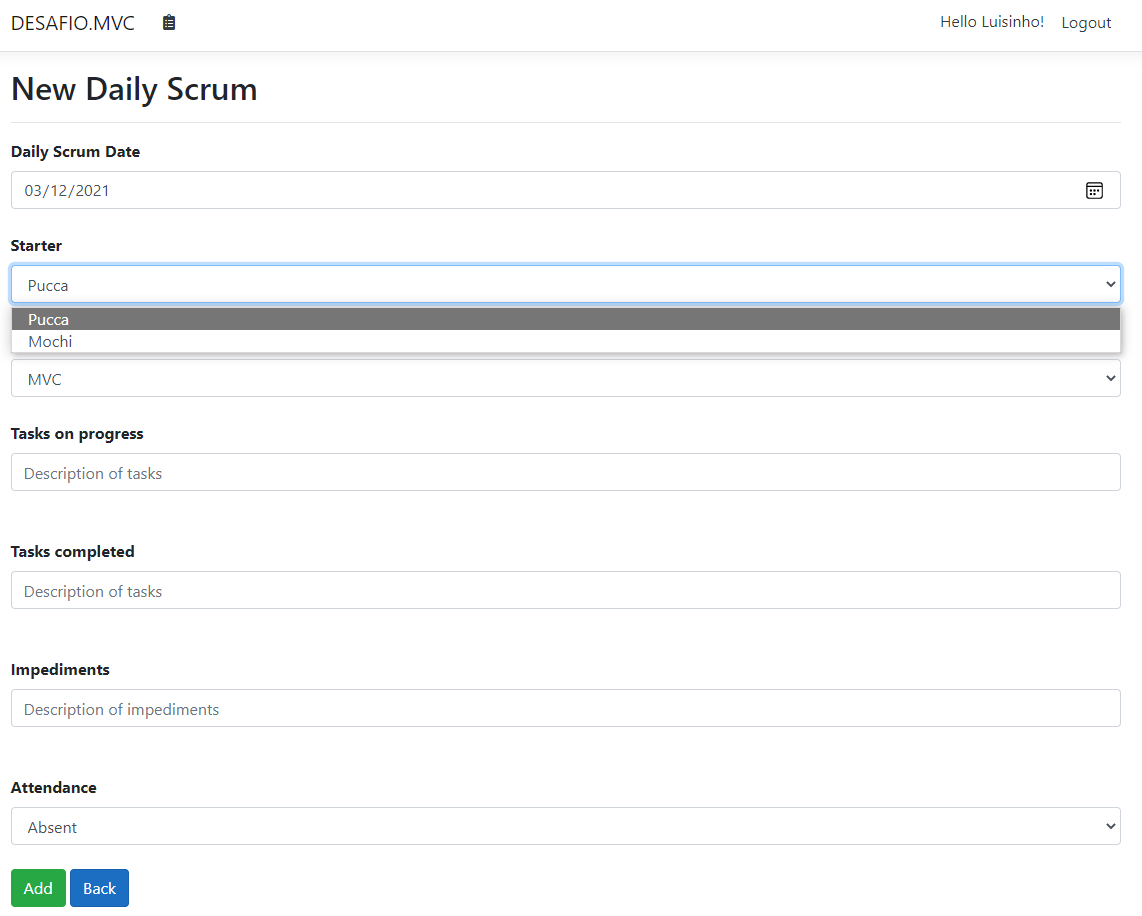 DESAFIO.MVC
Hello Luisinho! Logout
New Daily Scrum
Daily Scrum Date
03/12/2021
Starter
Pucca
Pucca
Mochi
MVC
Tasks on progress
Description of tasks
Tasks completed
Description of tasks
Impediments
Description of impediments
Attendance
Absent
Add Back